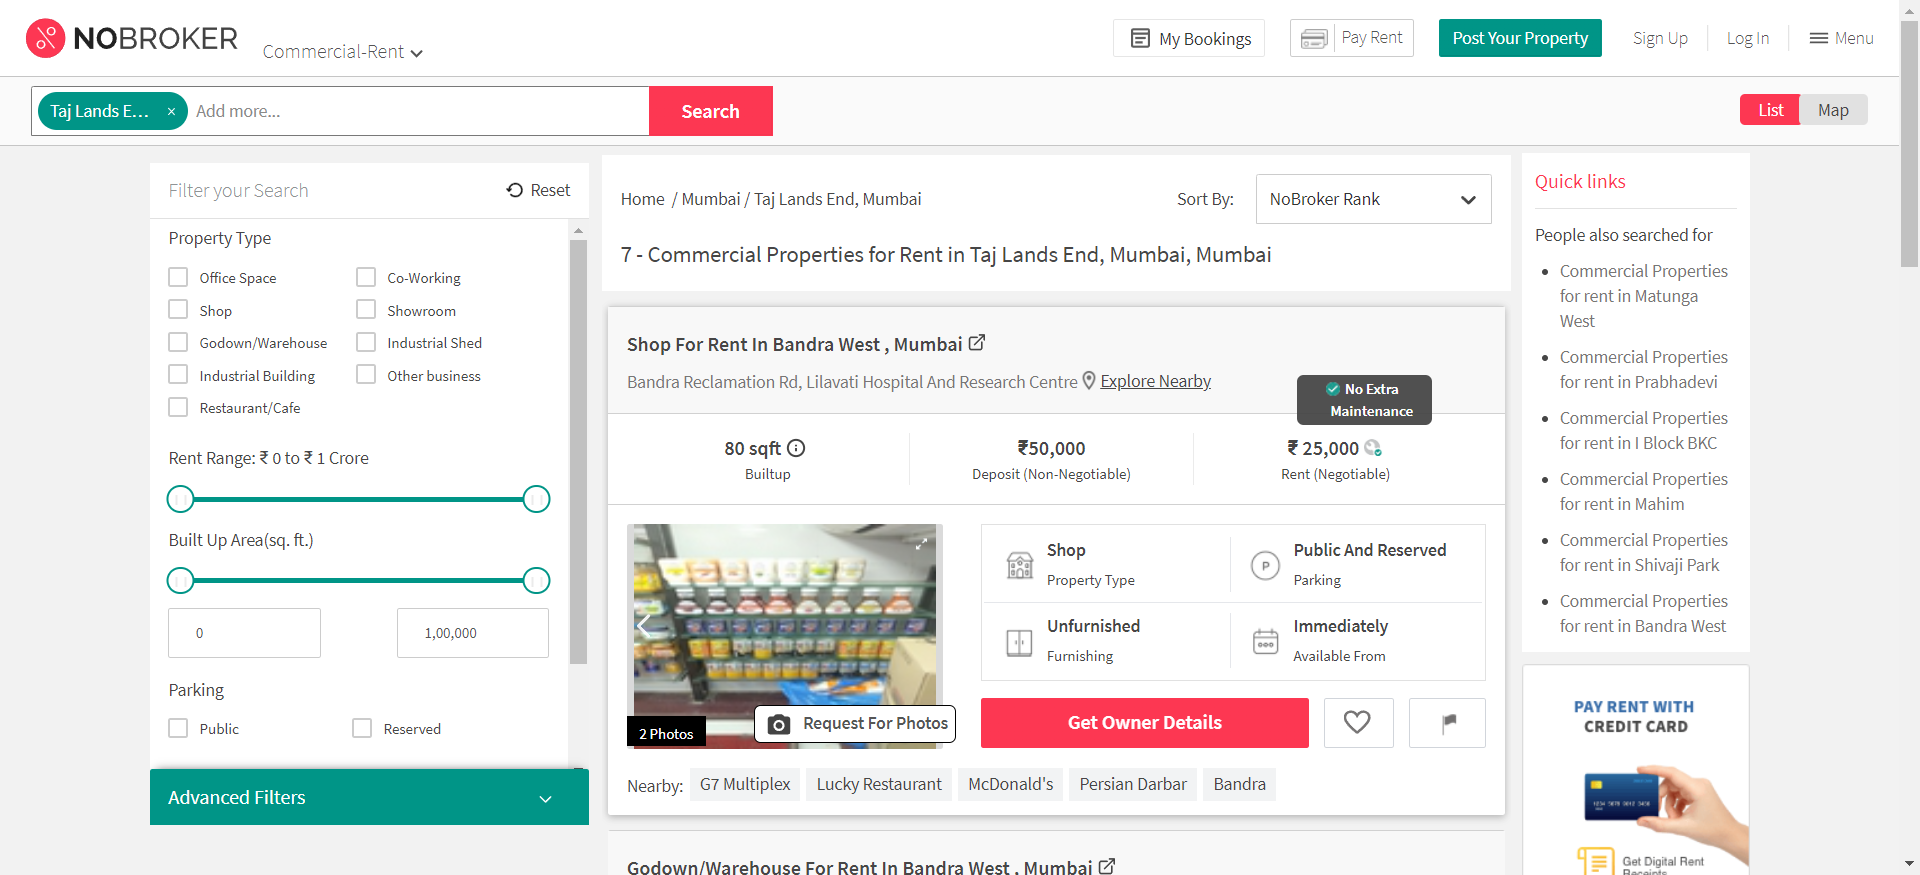 NOBROKER
Commercial-Rent
My Bookings
Pay Rent
Post Your Property
Sign Up
Log In
Menu
Taj Lands E... ×
Add more...
Search
List
Map
Filter your Search
Reset
Property Type
Office Space
Co-Working
Shop
Showroom
Godown/Warehouse
Industrial Shed
Industrial Building
Other business
Restaurant/Cafe
Rent Range: ₹ 0 to ₹ 1 Crore
Built Up Area(sq. ft.)
0
1,00,000
Parking
Public
Reserved
Advanced Filters
Home / Mumbai / Taj Lands End, Mumbai
Sort By:
NoBroker Rank
7 - Commercial Properties for Rent in Taj Lands End, Mumbai, Mumbai
Shop For Rent In Bandra West , Mumbai
Bandra Reclamation Rd, Lilavati Hospital And Research Centre
Explore Nearby
No Extra
Maintenance
80 sqft
Builtup
₹50,000
Deposit (Non-Negotiable)
₹ 25,000
Rent (Negotiable)
2 Photos
Request For Photos
Shop
Property Type
P
Public And Reserved
Parking
Unfurnished
Furnishing
Immediately
Available From
Get Owner Details
Nearby:
G7 Multiplex
Lucky Restaurant
McDonald's
Persian Darbar
Bandra
Godown/Warehouse For Rent In Bandra West , Mumbai
Quick links
People also searched for
Commercial Properties
for rent in Matunga
West
Commercial Properties
for rent in Prabhadevi
Commercial Properties
for rent in I Block BKC
Commercial Properties
for rent in Mahim
Commercial Properties
for rent in Shivaji Park
Commercial Properties
for rent in Bandra West
PAY RENT WITH
CREDIT CARD
Get Digital Rent
Receipts